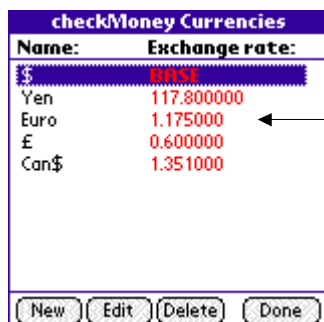 checkMoney Currencies
Name: Exchange rate:
$ BASE
Yen 117.800000
Euro 1.175000
£ 0.600000
Can$ 1.351000
New Edit Delete Done